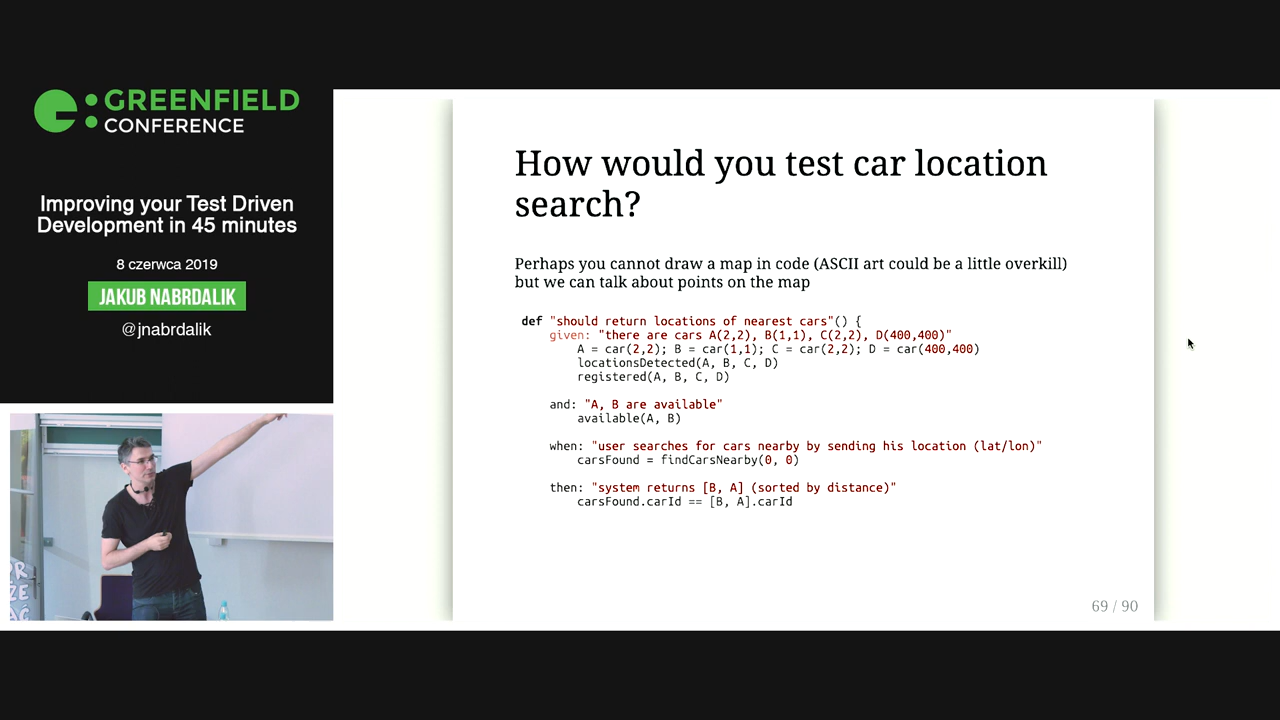 GREENFIELD
CONFERENCE
Improving your Test Driven
Development in 45 minutes
8 czerwca 2019
JAKUB NABRDALIK
@jnabrdalik
How would you test car location
search?
Perhaps you cannot draw a map in code (ASCII art could be a little overkill)
but we can talk about points on the map
def "should return locations of nearest cars"() {
given: "there are cars A(2,2), B(1,1), C(2,2), D(400,400)"
A = car(2,2); B = car(1,1); C = car(2,2); D = car(400,400)
locationsDetected(A, B, C, D)
registered(A, B, C, D)
and: "A, B are available"
available(A, B)
when: "user searches for cars nearby by sending his location (lat/lon)"
carsFound = findCarsNearby(0, 0)
then: "system returns [B, A] (sorted by distance)"
carsFound.carId == [B, A].carId
69 / 90